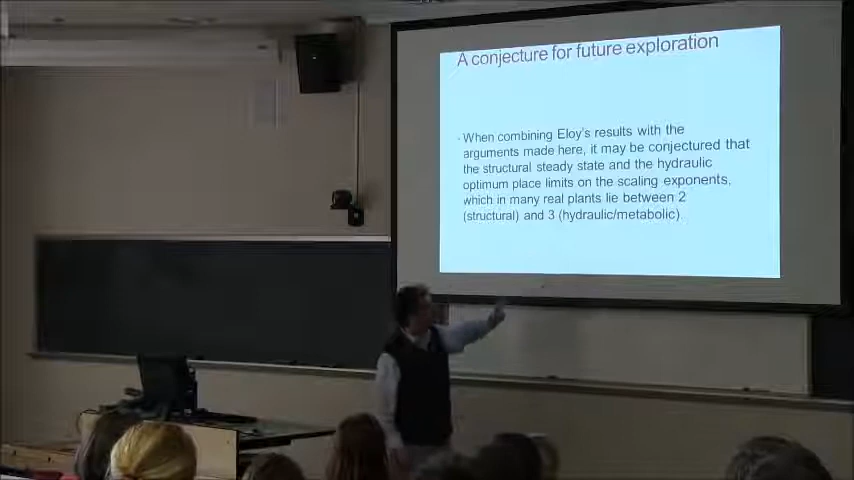 A conjecture for future exploration
· When combining Eloy's results with the
arguments made here, it may be conjectured that
the structural steady state and the hydraulic
optimum place limits on the scaling exponents,
which in many real plants lie between 2
(structural) and 3 (hydraulic/metabolic).